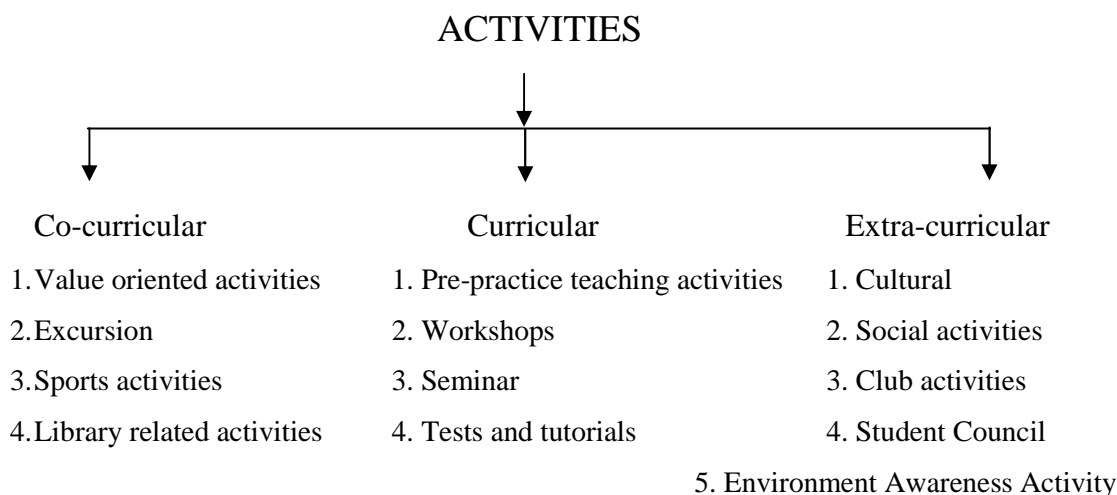 ACTIVITIES
Co-curricular Curricular Extra-curricular
1. Value oriented activities 1. Pre-practice teaching activities 1. Cultural
2. Excursion 2. Workshops 2. Social activities
3. Sports activities 3. Seminar 3. Club activities
4. Library related activities 4. Tests and tutorials 4. Student Council
5. Environment Awareness Activity